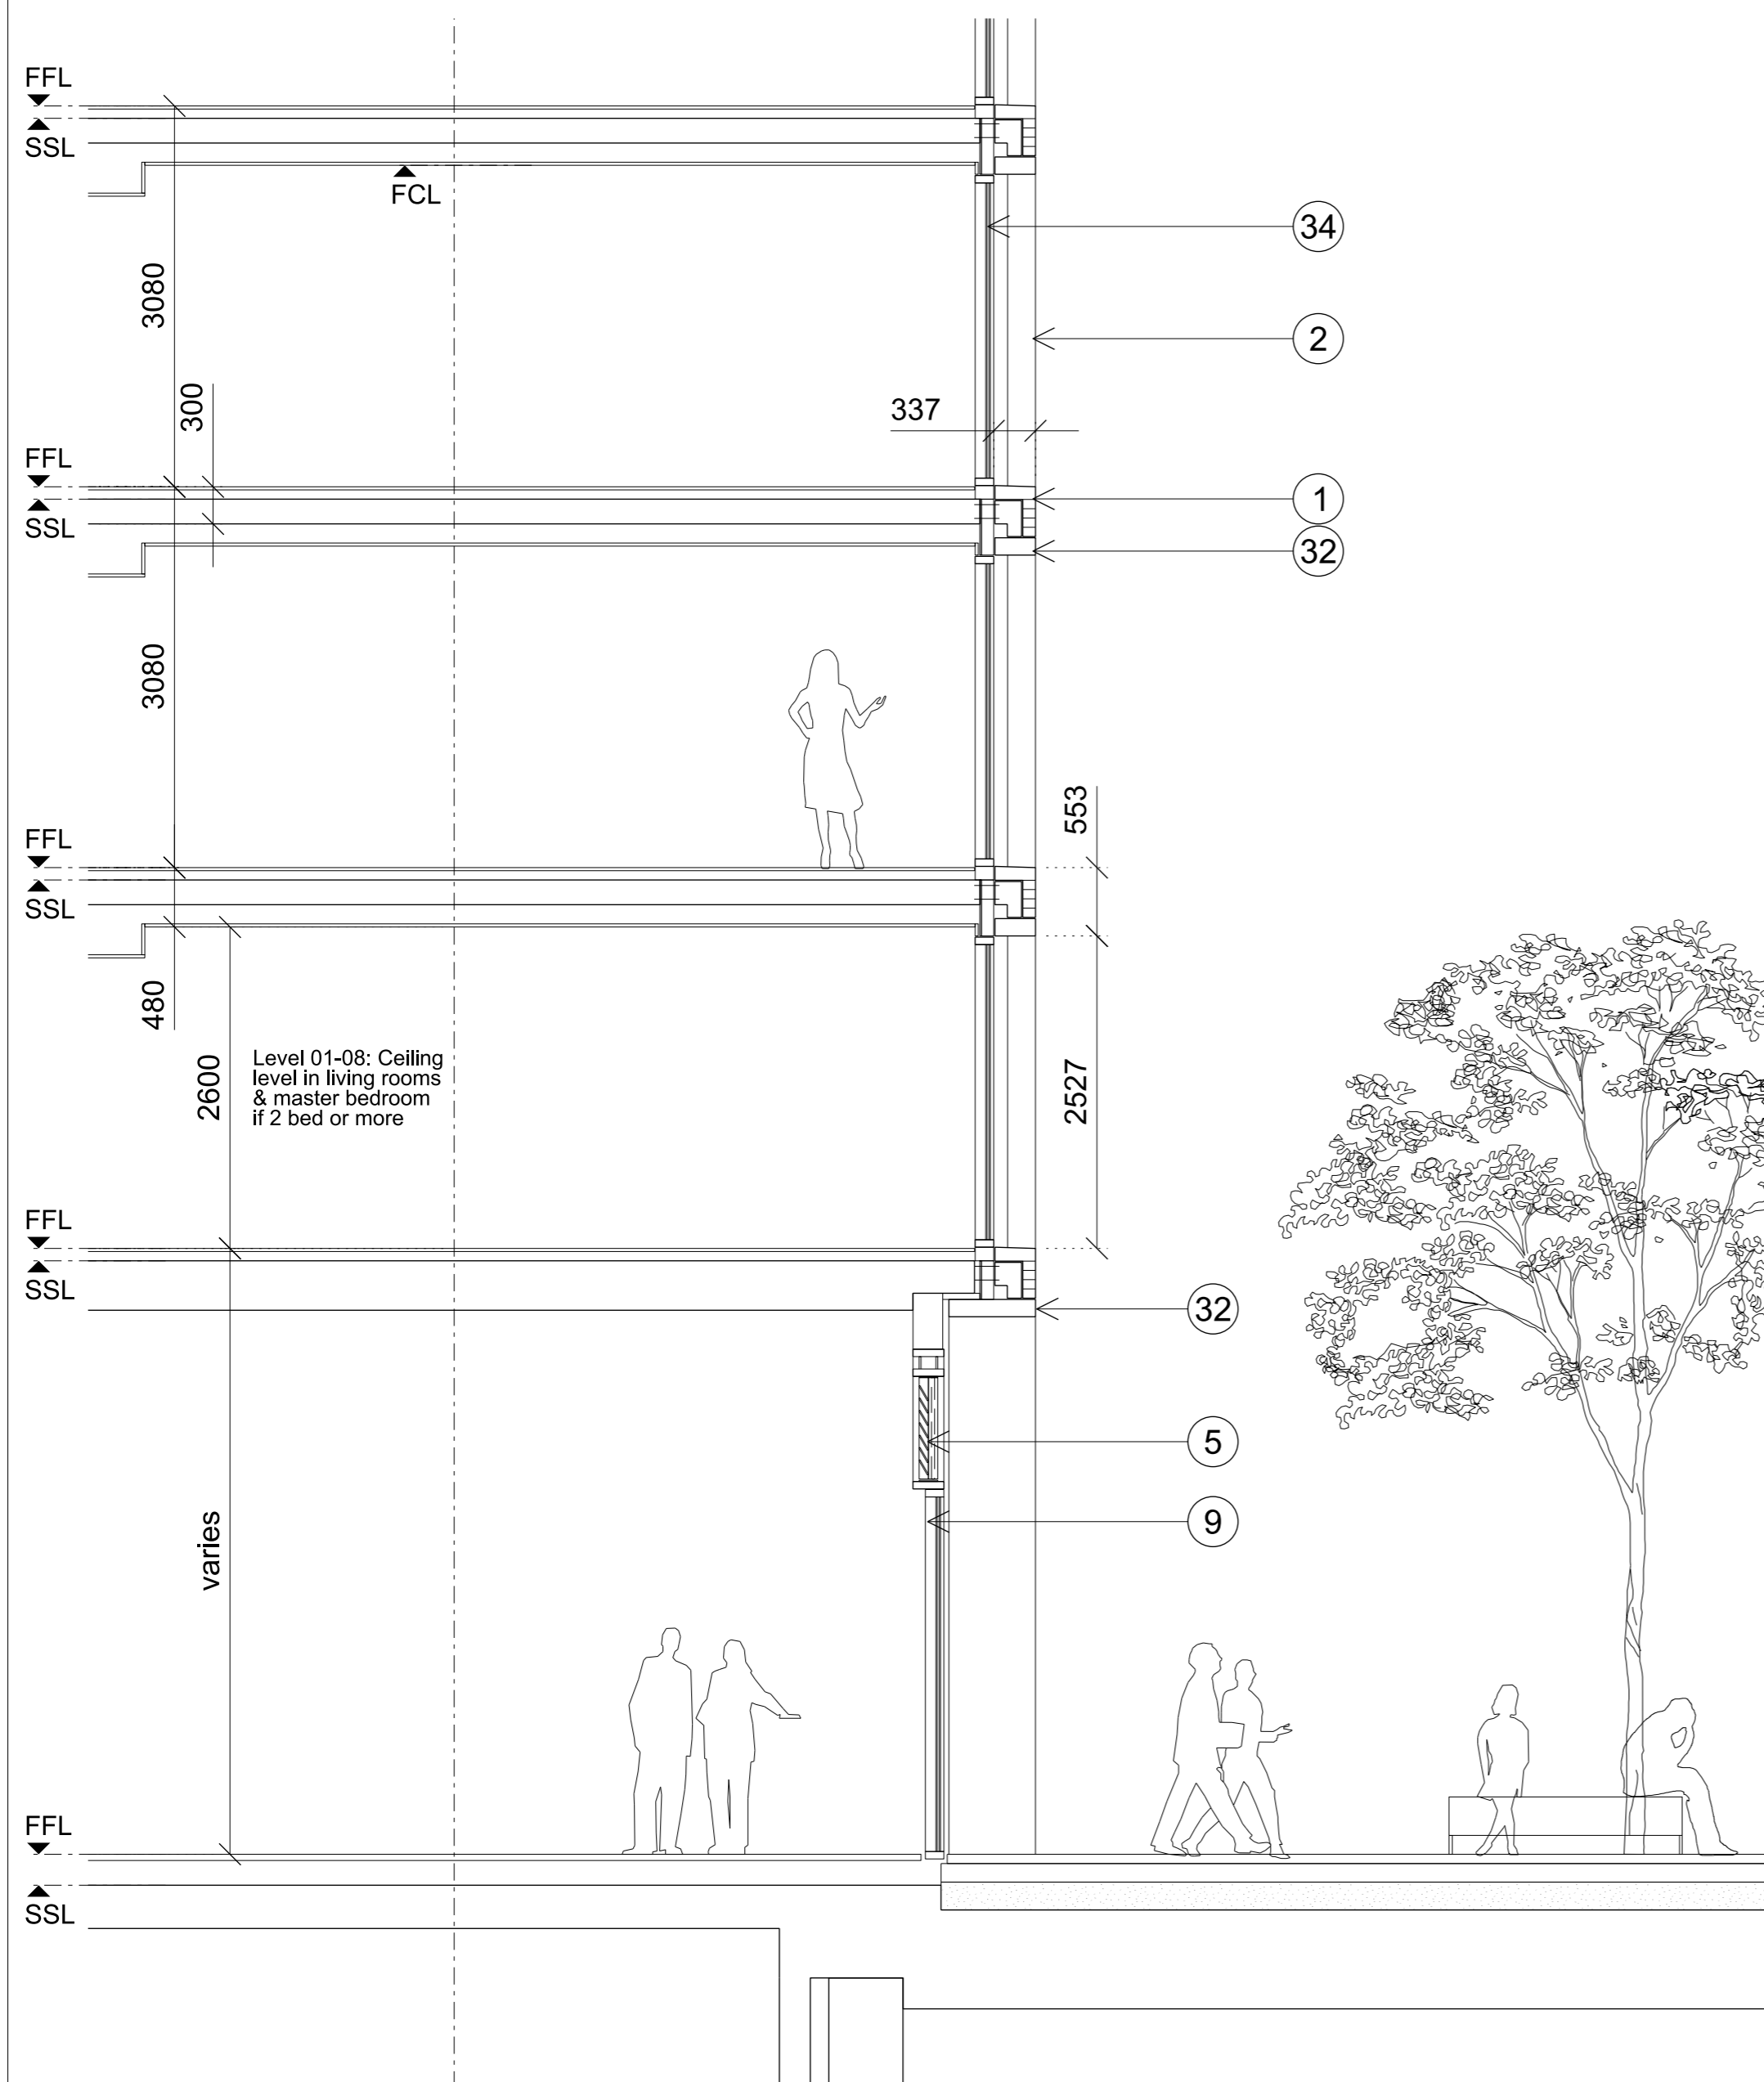 FFL
SSL
FCL
34
3080
2
300
337
FFL
1
SSL
32
3080
553
FFL
SSL
480
Level 01-08: Ceiling
level in living rooms
& master bedroom
if 2 bed or more
2600
2527
FFL
SSL
32
5
9
varies
FFL
SSL